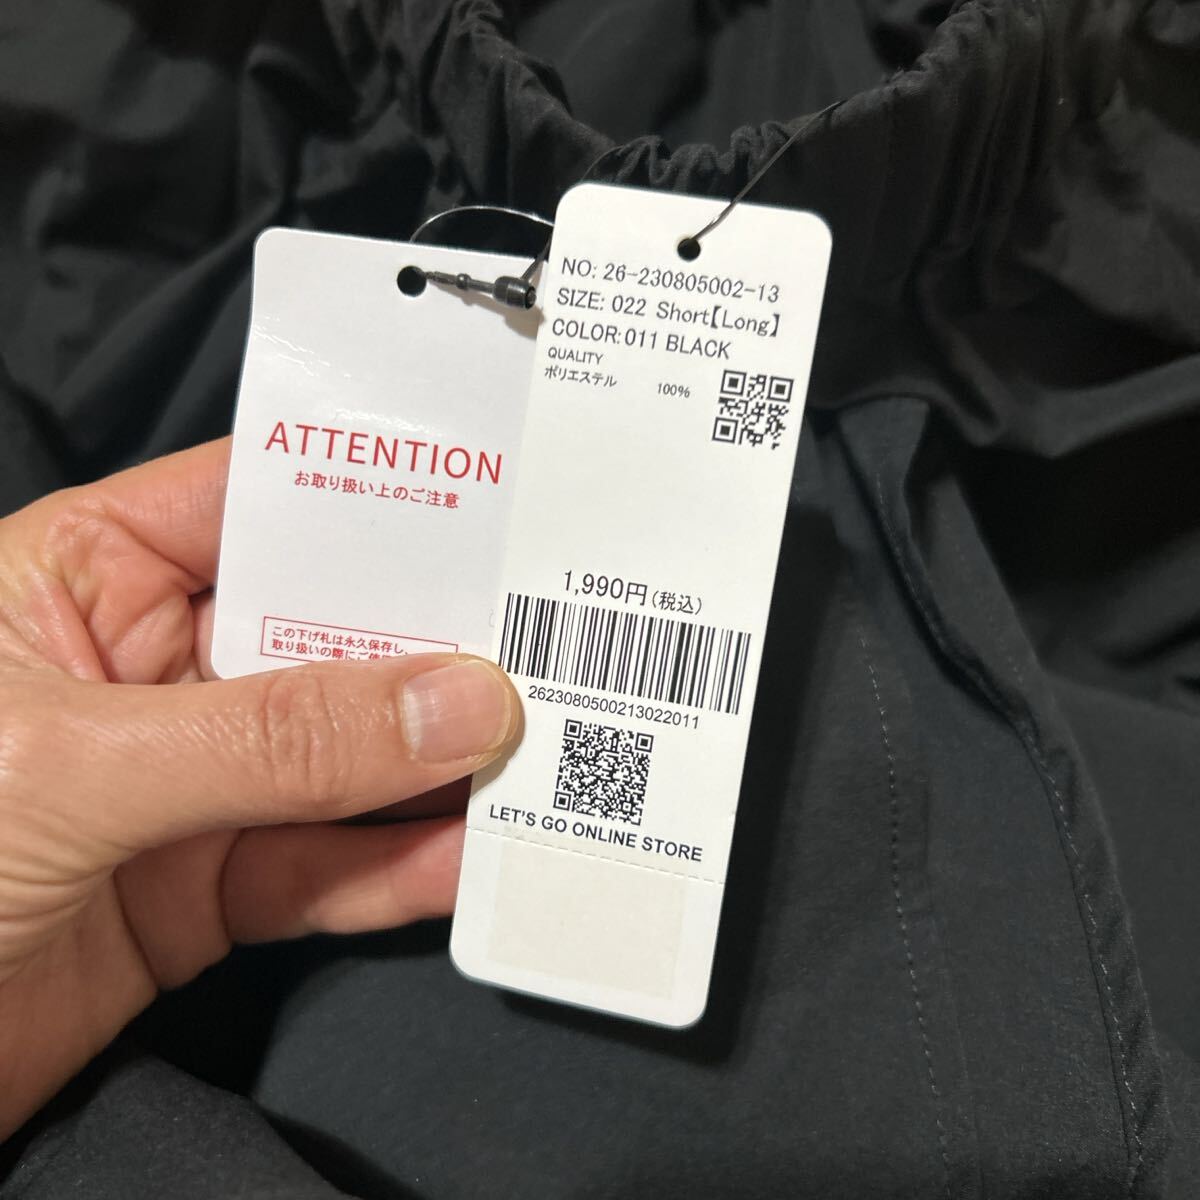 ATTENTION
お取り扱い上のご注意
この下げ札は永久保存し、
取り扱いの際にご使
NO: 26-230805002-13
SIZE: 022 Short【Long】
COLOR: 011 BLACK
QUALITY
ポリエステル 100%
1,990円(税込)
2623080500213022011
LET'S GO ONLINE STORE